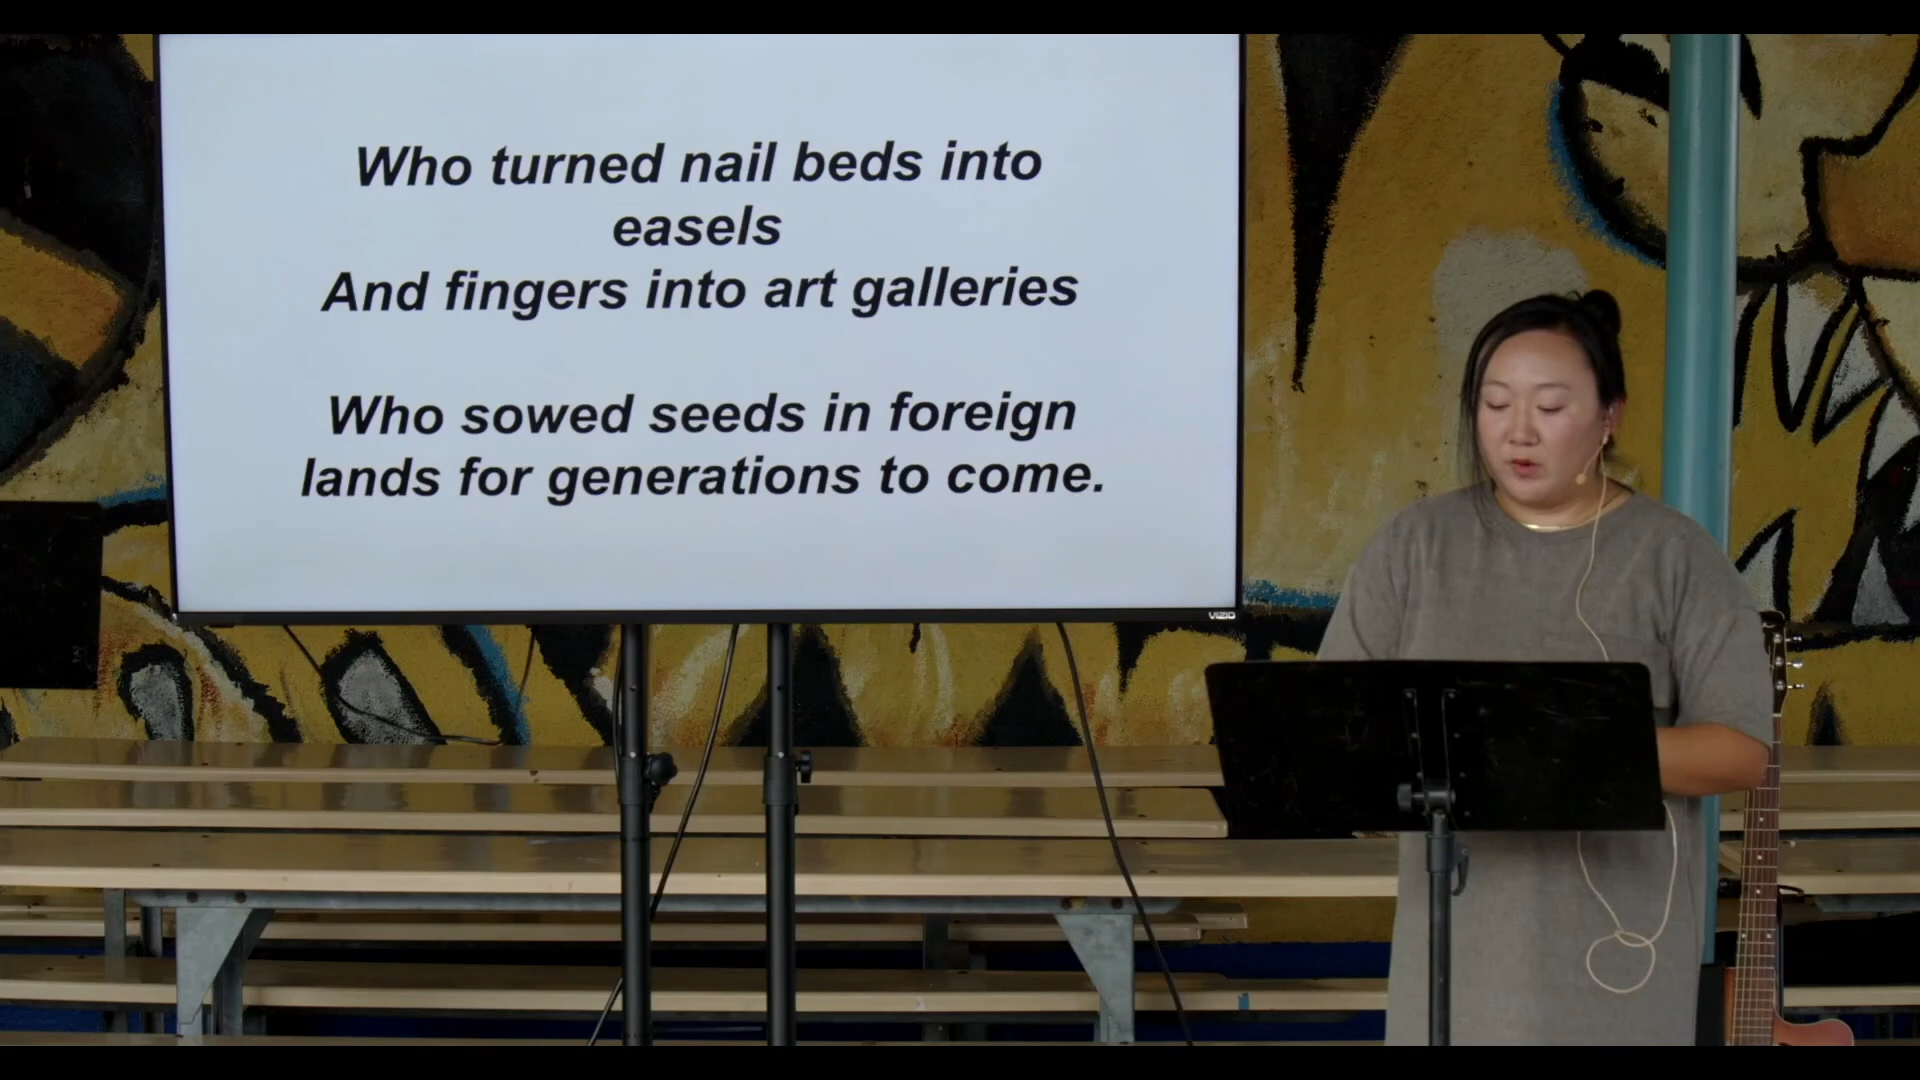 Who turned nail beds into
easels
And fingers into art galleries
Who sowed seeds in foreign
lands for generations to come.
VIZIO